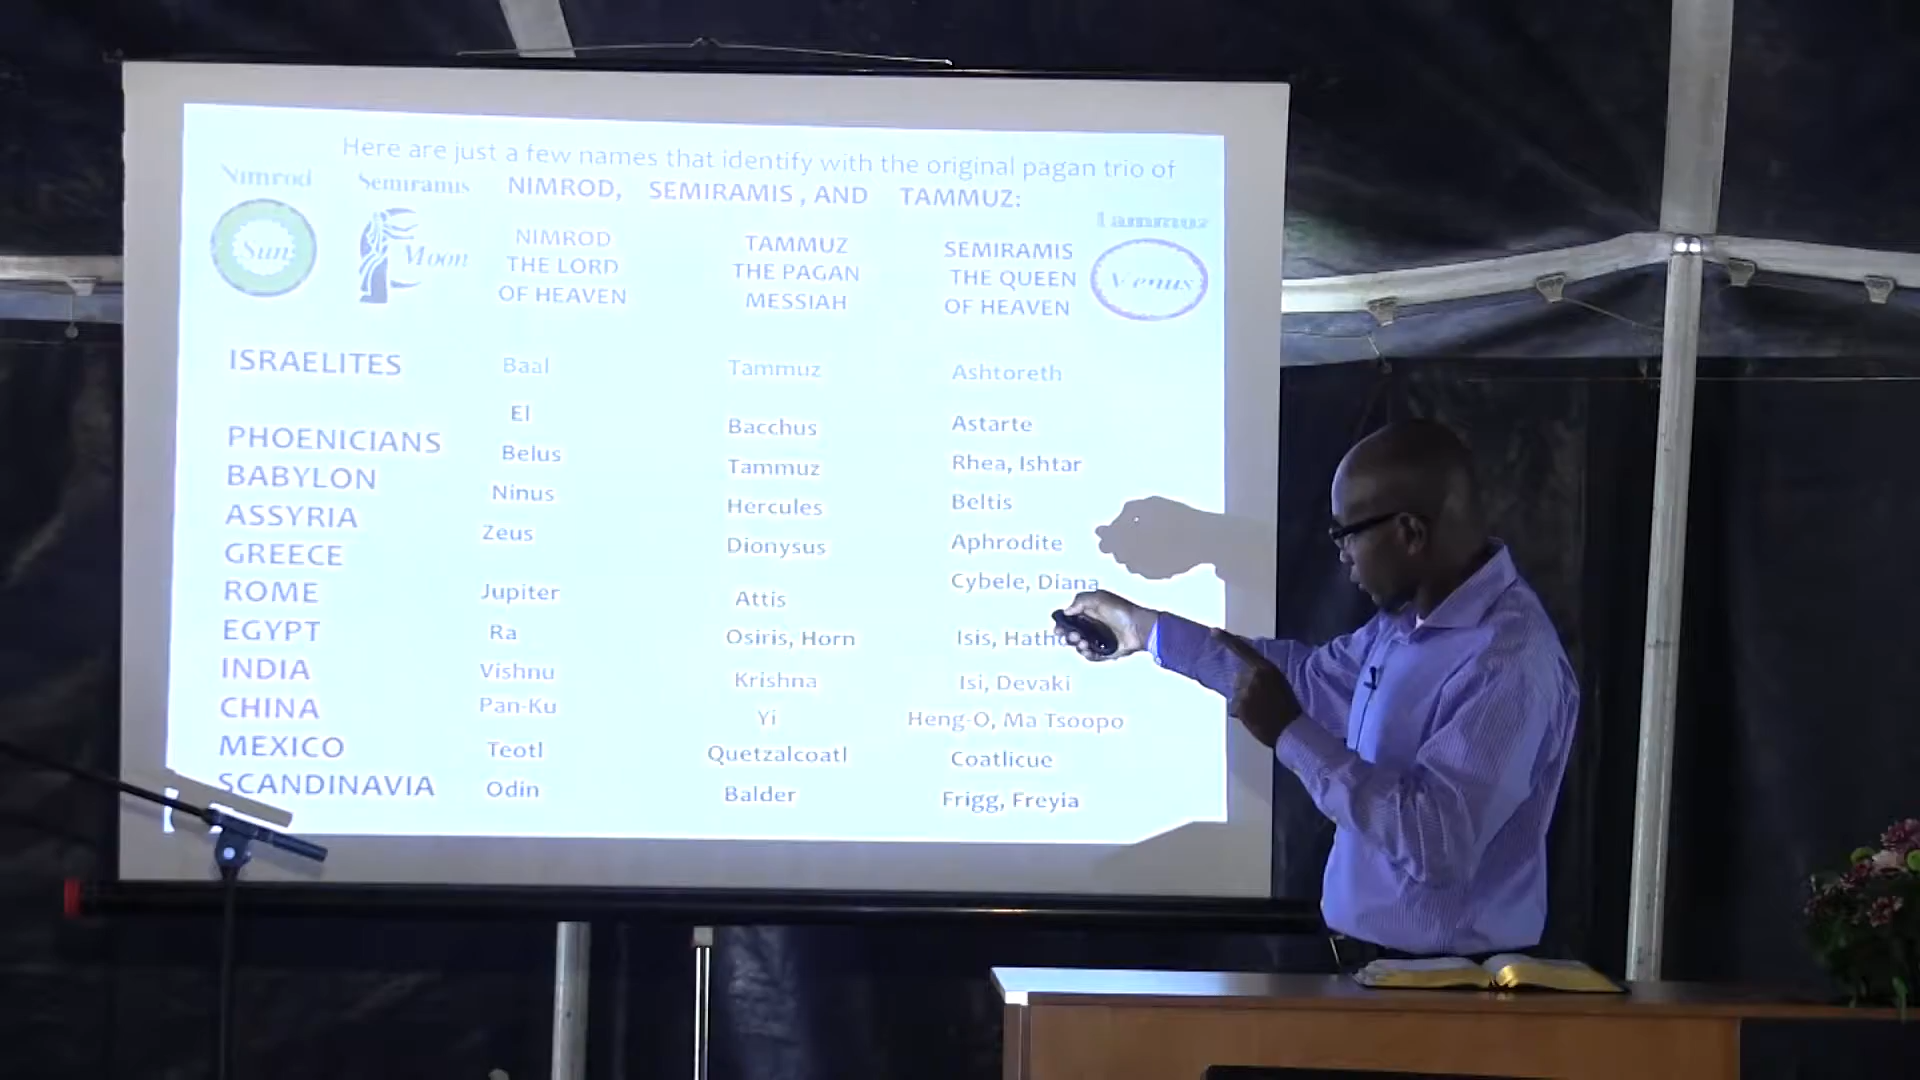 Here are just a few names that identify with the original pagan trio of
Nimrod Semiramis NIMROD, SEMIRAMIS , AND TAMMUZ:
Tammuz
Sun Moon Venus
NIMROD THE LORD OF HEAVEN
TAMMUZ THE PAGAN MESSIAH
SEMIRAMIS THE QUEEN OF HEAVEN
ISRAELITES Baal Tammuz Ashtoreth
PHOENICIANS El Bacchus Astarte
BABYLON Belus Tammuz Rhea, Ishtar
ASSYRIA Ninus Hercules Beltis
GREECE Zeus Dionysus Aphrodite
ROME Jupiter Attis Cybele, Diana
EGYPT Ra Osiris, Horn Isis,
INDIA Vishnu Krishna Isi, Devaki
CHINA Pan-Ku Yi Heng-O, Ma Tsoopo
MEXICO Teotl Quetzalcoatl Coatlicue
SCANDINAVIA Odin Balder Frigg, Freyia